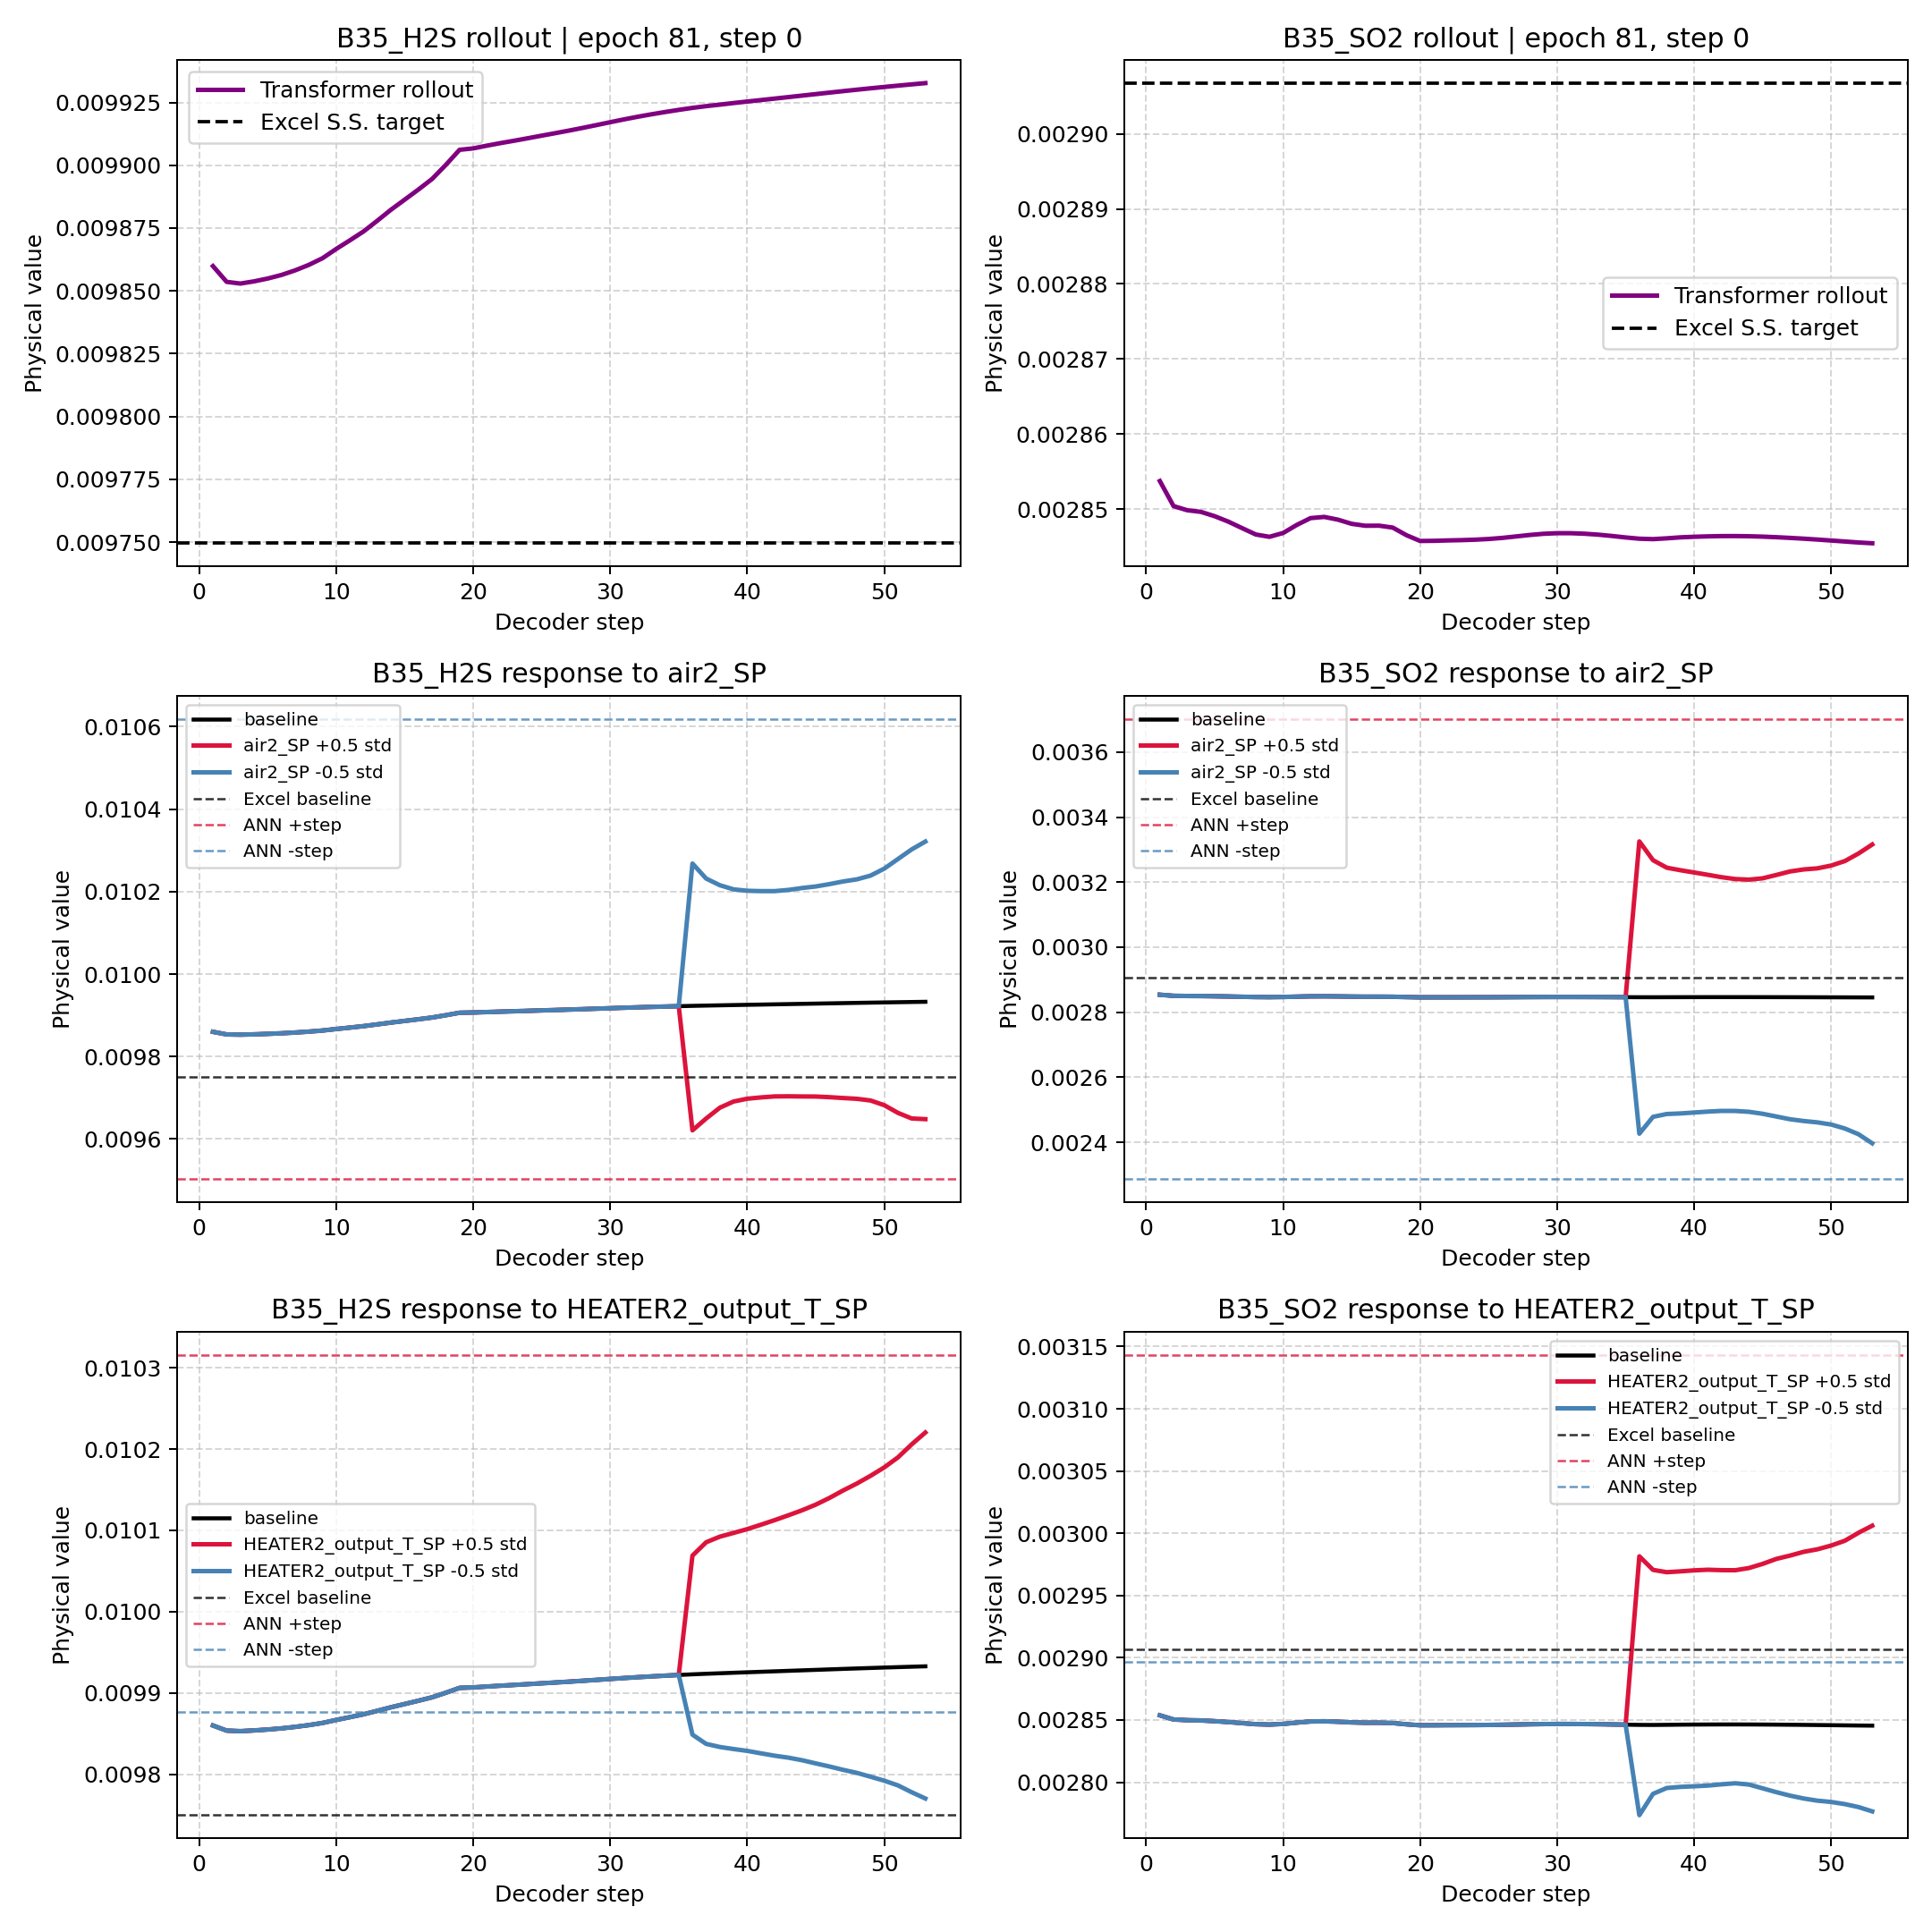 B35_H2S rollout | epoch 81, step 0
Physical value
0.009925
0.009900
0.009875
0.009850
0.009825
0.009800
0.009775
0.009750
Transformer rollout
Excel S.S. target
0 10 20 30 40 50
Decoder step
B35_SO2 rollout | epoch 81, step 0
Physical value
0.00290
0.00289
0.00288
0.00287
0.00286
0.00285
Transformer rollout
Excel S.S. target
0 10 20 30 40 50
Decoder step
B35_H2S response to air2_SP
Physical value
0.0106
0.0104
0.0102
0.0100
0.0098
0.0096
baseline
air2_SP +0.5 std
air2_SP -0.5 std
Excel baseline
ANN +step
ANN -step
0 10 20 30 40 50
Decoder step
B35_SO2 response to air2_SP
Physical value
0.0036
0.0034
0.0032
0.0030
0.0028
0.0026
0.0024
baseline
air2_SP +0.5 std
air2_SP -0.5 std
Excel baseline
ANN +step
ANN -step
0 10 20 30 40 50
Decoder step
B35_H2S response to HEATER2_output_T_SP
Physical value
0.0103
0.0102
0.0101
0.0100
0.0099
0.0098
baseline
HEATER2_output_T_SP +0.5 std
HEATER2_output_T_SP -0.5 std
Excel baseline
ANN +step
ANN -step
0 10 20 30 40 50
Decoder step
B35_SO2 response to HEATER2_output_T_SP
Physical value
0.00315
0.00310
0.00305
0.00300
0.00295
0.00290
0.00285
0.00280
baseline
HEATER2_output_T_SP +0.5 std
HEATER2_output_T_SP -0.5 std
Excel baseline
ANN +step
ANN -step
0 10 20 30 40 50
Decoder step